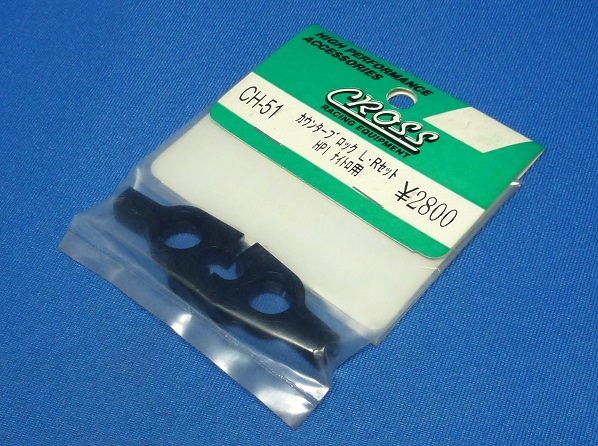 HIGH PERFORMANCE
ACCESSORIES
CROSS
RACING EQUIPMENT
CH-51
カウンターブロック L・Rセット
HPI ナイトロ用
¥2800